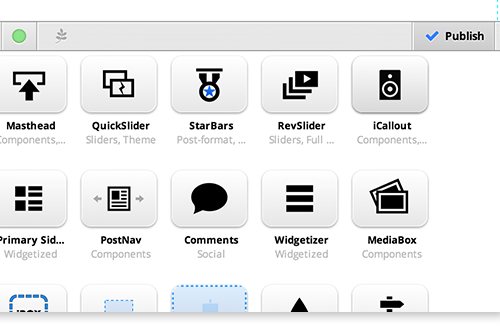 Publish
Masthead
QuickSlider
StarBars
RevSlider
iCallout
Components,...
Sliders, Theme
Post-format, ...
Sliders, Full ...
Components,...
Primary Sid...
PostNav
Comments
Widgetizer
MediaBox
Widgetized
Components
Social
Widgetized
Components
iBOX